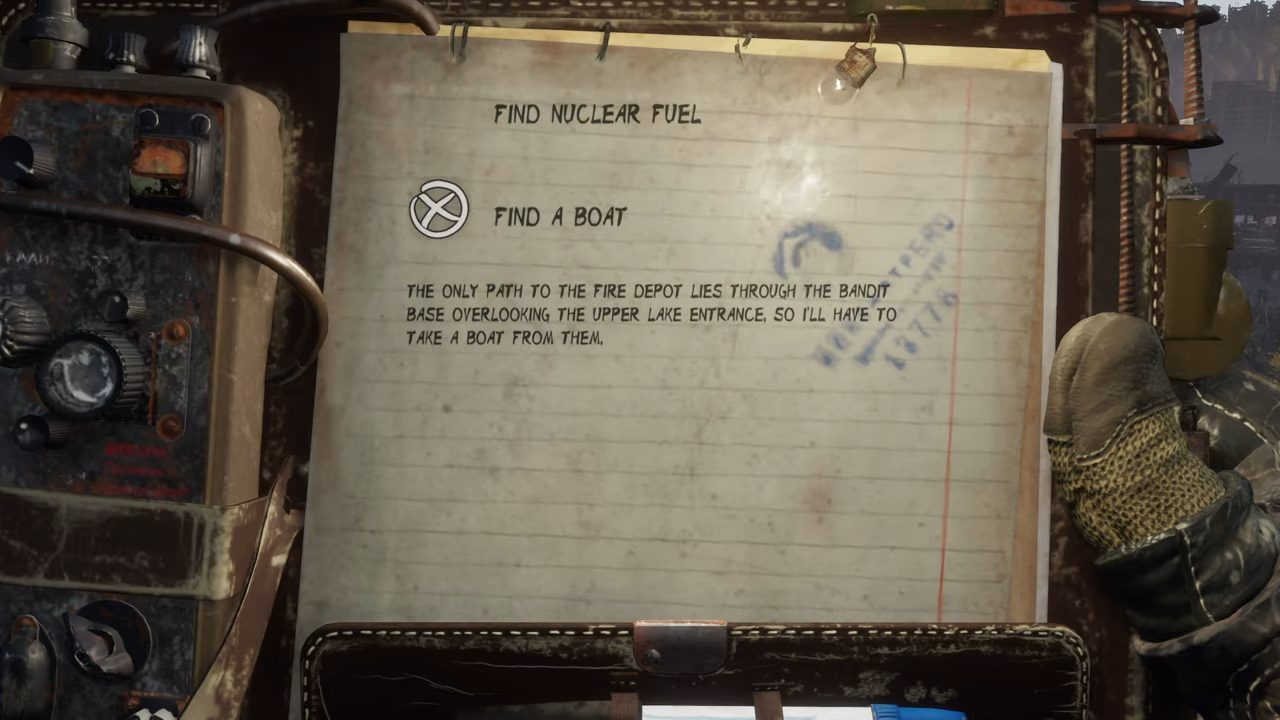 FIND NUCLEAR FUEL
FIND A BOAT
THE ONLY PATH TO THE FIRE DEPOT LIES THROUGH THE BANDIT
BASE OVERLOOKING THE UPPER LAKE ENTRANCE, SO I'LL HAVE TO
TAKE A BOAT FROM THEM.